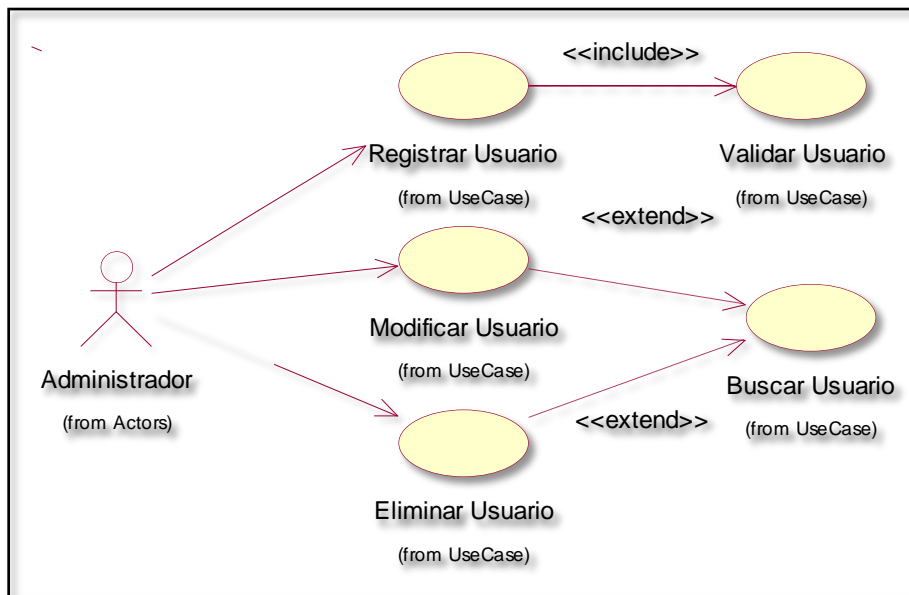 <<include>>
Registrar Usuario
(from UseCase)
Validar Usuario
(from UseCase)
<<extend>>
Modificar Usuario
(from UseCase)
Administrador
(from Actors)
Buscar Usuario
(from UseCase)
<<extend>>
Eliminar Usuario
(from UseCase)